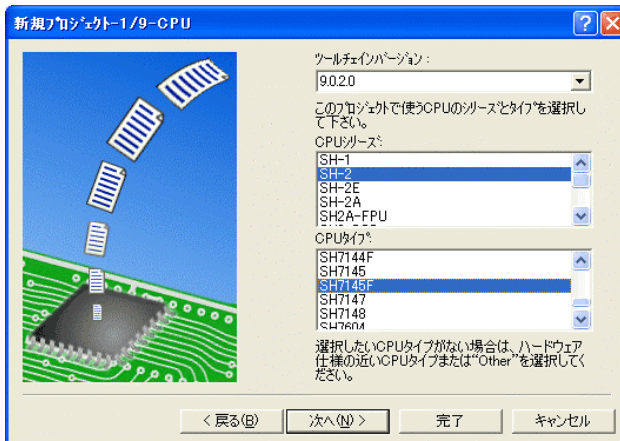 新規プロジェクト-1/9-CPU
ツールチェインバージョン :
9.0.2.0
このプロジェクトで使うCPUのシリーズとタイプを選択し
て下さい。
CPUシリーズ:
SH-1
SH-2
SH-2E
SH-2A
SH2A-FPU
CPUタイプ:
SH7144F
SH7145
SH7145F
SH7147
SH7148
SH7604
選択したいCPUタイプがない場合は、ハードウェア
仕様の近いCPUタイプまたは“Other”を選択してく
ださい。
< 戻る(B)
次へ(N) >
完了
キャンセル